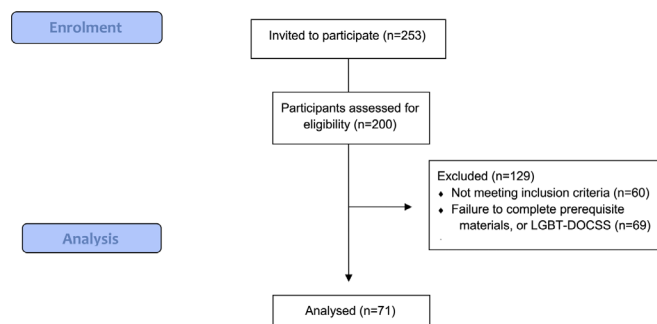 Enrolment
Invited to participate (n=253)
Participants assessed for
eligibility (n=200)
Excluded (n=129)
♦ Not meeting inclusion criteria (n=60)
♦ Failure to complete prerequisite
materials, or LGBT-DOCSS (n=69)
Analysis
Analysed (n=71)